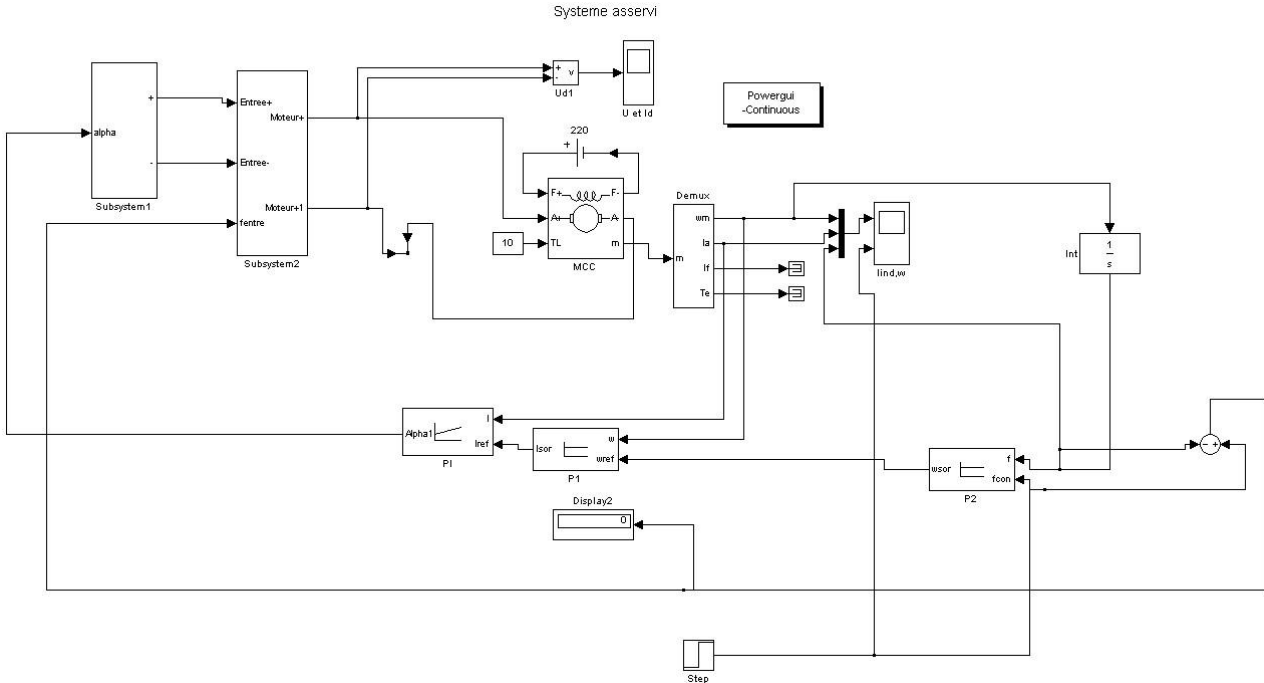 Systeme asservi
+
alpha
-
Subsystem1
Entree+
Moteur+
Entree-
Moteur+1
fentre
Subsystem2
+
-
v
Ud1
U et Id
Powergui
-Continuous
220
+
F+
F-
A-
10
TL
m
MCC
Demux
wm
Ia
m
If
Te
Iind,w
Int
1
s
I
Alpha1
Iref
PI
w
Isor
wref
P1
f
wsor
fcon
P2
- +
Display2
0
Step